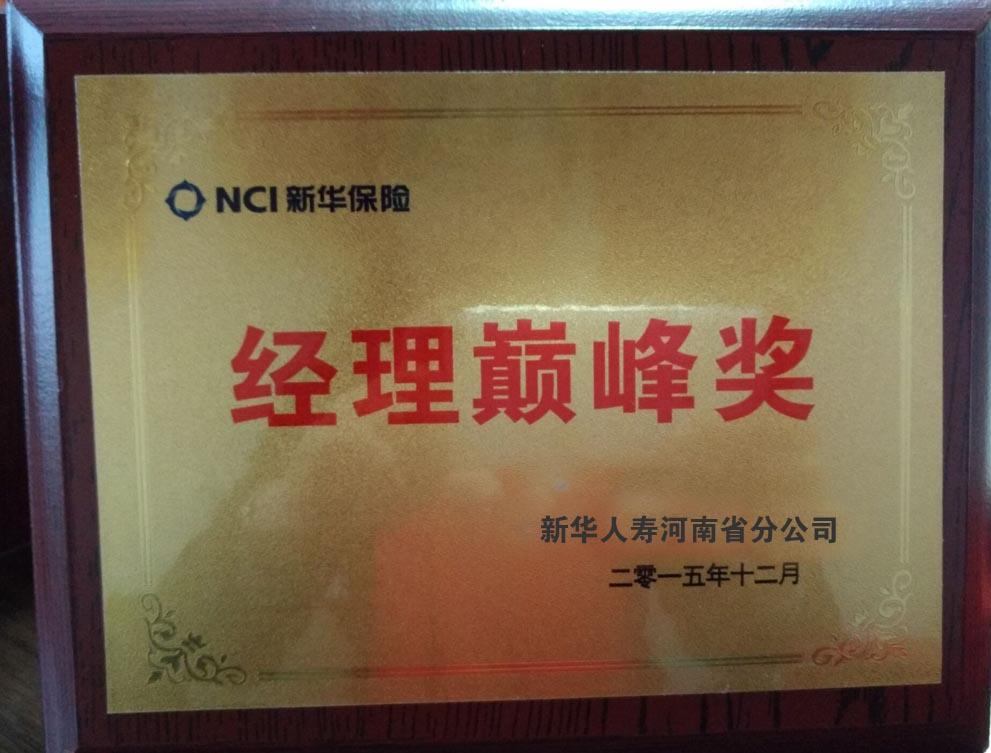 NCI 新华保险
经理巅峰奖
新华人寿河南省分公司
二零一五年十二月